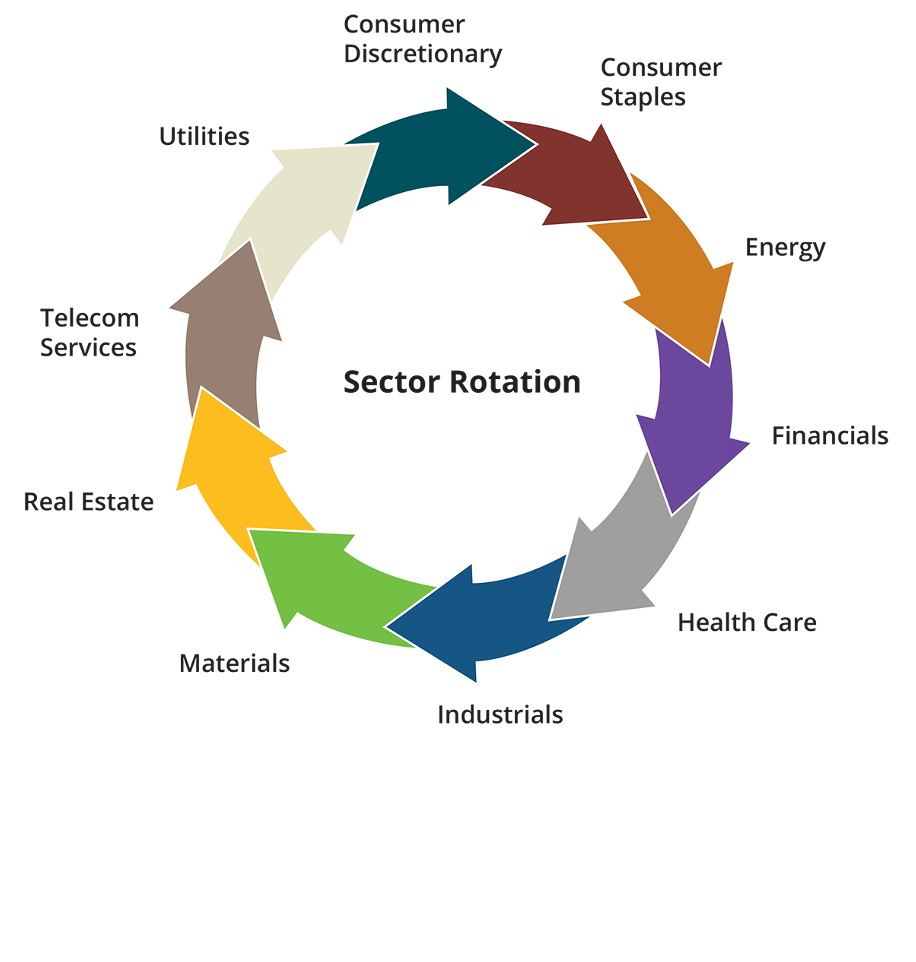 Consumer
Discretionary
Consumer
Staples
Utilities
Energy
Telecom
Services
Sector Rotation
Financials
Real Estate
Health Care
Materials
Industrials